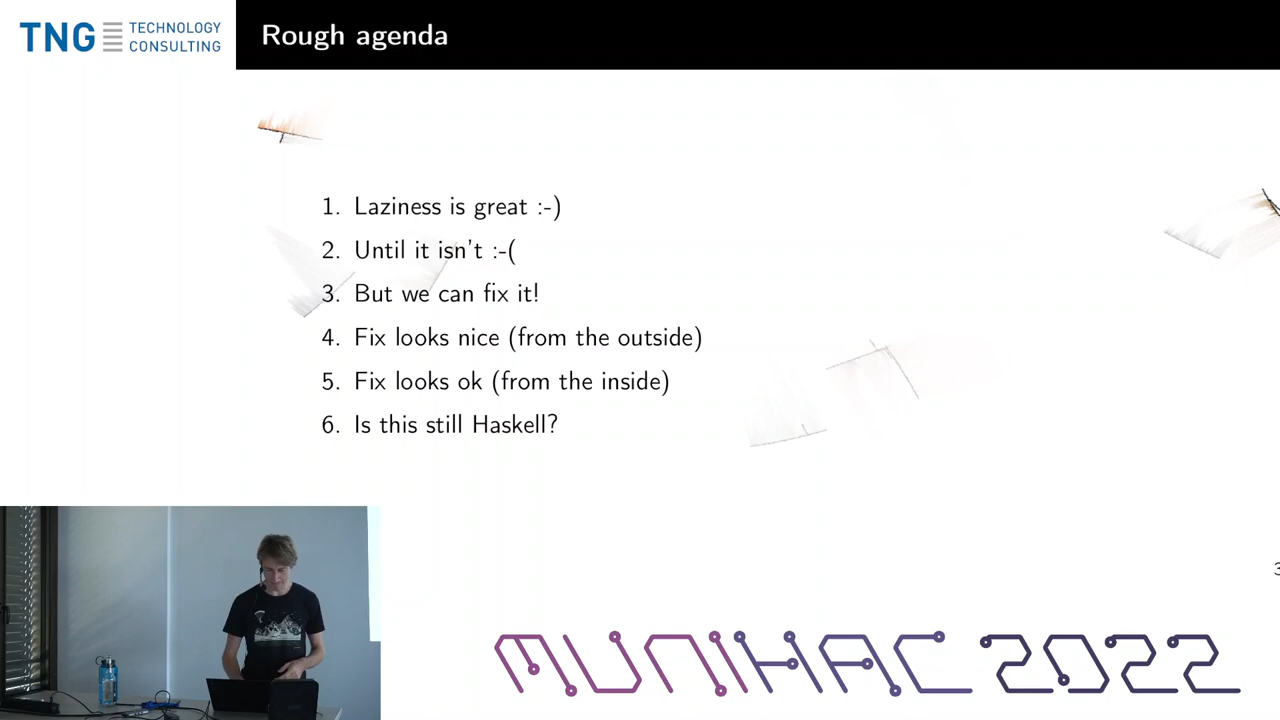 TNG TECHNOLOGY
CONSULTING
Rough agenda
1. Laziness is great :-)
2. Until it isn't :-(
3. But we can fix it!
4. Fix looks nice (from the outside)
5. Fix looks ok (from the inside)
6. Is this still Haskell?
3
MUNIHAC 2022